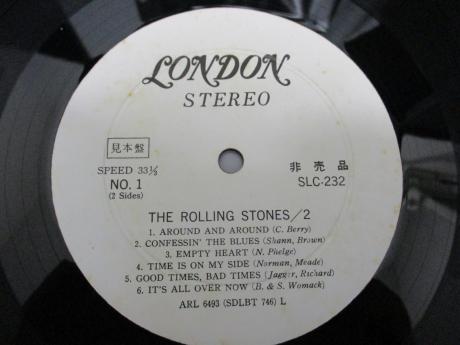 LONDON
STEREO
見本盤
SPEED 33⅓
NO. 1
(2 Sides)
非売品
SLC-232
THE ROLLING STONES/2
1. AROUND AND AROUND (C. Berry)
2. CONFESSIN' THE BLUES (Shann, Brown)
3. EMPTY HEART (N. Phelge)
4. TIME IS ON MY SIDE (Norman, Meade)
5. GOOD TIMES, BAD TIMES (Jagger, Richard)
6. IT'S ALL OVER NOW (B. & S. Womack)
ARL 6493 (SDLBT 746) L